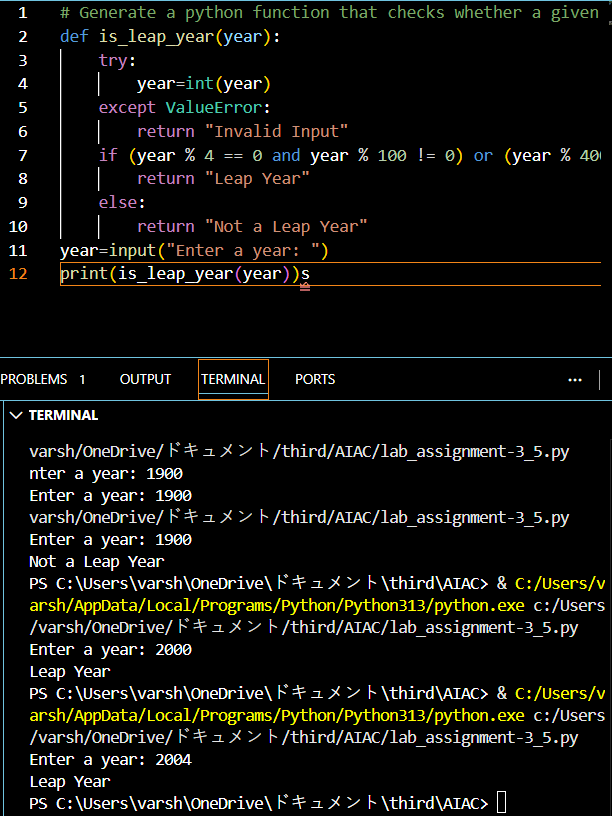 1 # Generate a python function that checks whether a given
2 def is_leap_year(year):
3 try:
4 year=int(year)
5 except ValueError:
6 return "Invalid Input"
7 if (year % 4 == 0 and year % 100 != 0) or (year % 400
8 return "Leap Year"
9 else:
10 return "Not a Leap Year"
11 year=input("Enter a year: ")
12 print(is_leap_year(year))s
PROBLEMS 1 OUTPUT TERMINAL PORTS ...
TERMINAL
varsh/OneDrive/ドキュメント/third/AIAC/lab_assignment-3_5.py
nter a year: 1900
Enter a year: 1900
varsh/OneDrive/ドキュメント/third/AIAC/lab_assignment-3_5.py
Enter a year: 1900
Not a Leap Year
PS C:\Users\varsh\OneDrive\ドキュメント\third\AIAC> & C:/Users/v
arsh/AppData/Local/Programs/Python/Python313/python.exe c:/Users
/varsh/OneDrive/ドキュメント/third/AIAC/lab_assignment-3_5.py
Enter a year: 2000
Leap Year
PS C:\Users\varsh\OneDrive\ドキュメント\third\AIAC> & C:/Users/v
arsh/AppData/Local/Programs/Python/Python313/python.exe c:/Users
/varsh/OneDrive/ドキュメント/third/AIAC/lab_assignment-3_5.py
Enter a year: 2004
Leap Year
PS C:\Users\varsh\OneDrive\ドキュメント\third\AIAC>